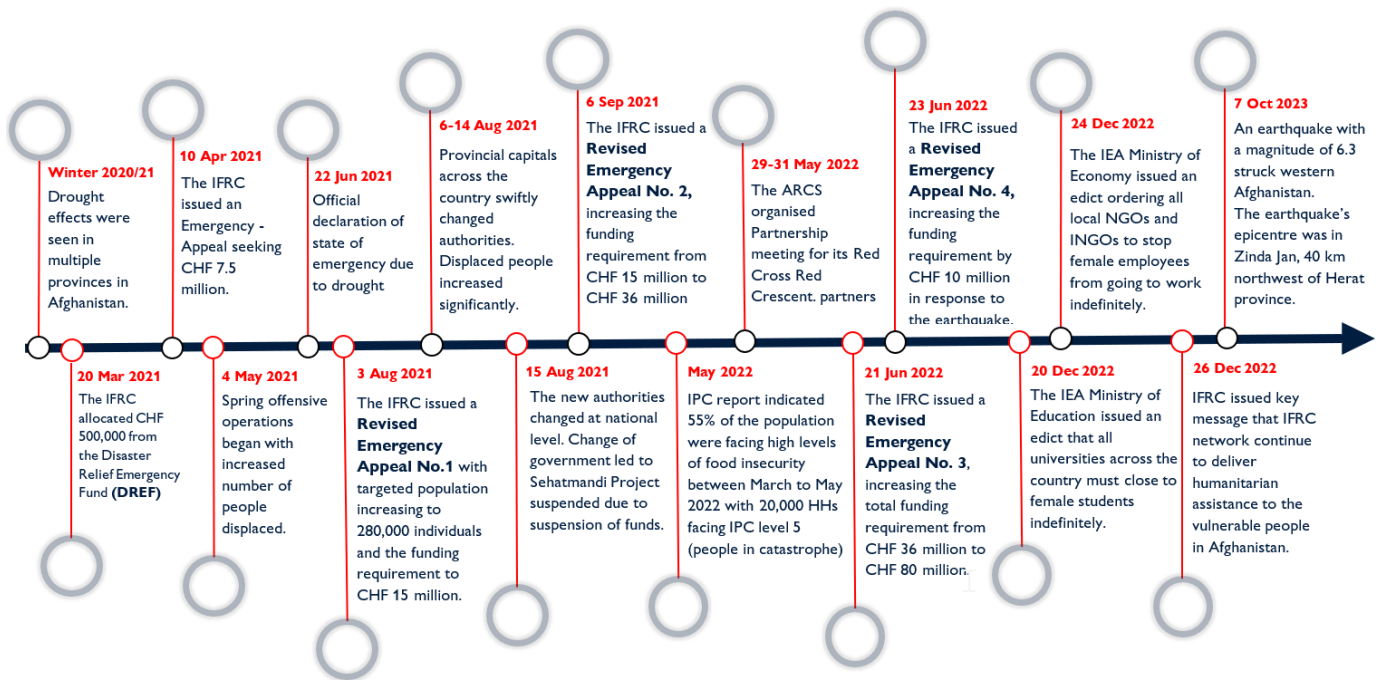 Winter 2020/21
Drought
effects were
seen in
multiple
provinces in
Afghanistan.
20 Mar 2021
The IFRC
allocated CHF
500,000 from
the Disaster
Relief Emergency
Fund (DREF)
10 Apr 2021
The IFRC
issued an
Emergency -
Appeal seeking
CHF 7.5
million.
4 May 2021
Spring offensive
operations
began with
increased
number of
people
displaced.
22 Jun 2021
Official
declaration of
state of
emergency due
to drought
3 Aug 2021
The IFRC issued a
Revised
Emergency
Appeal No.1 with
targeted population
increasing to
280,000 individuals
and the funding
requirement to
CHF 15 million.
6-14 Aug 2021
Provincial capitals
across the
country swiftly
changed
authorities.
Displaced people
increased
significantly.
15 Aug 2021
The new authorities
changed at national
level. Change of
government led to
Sehatmandi Project
suspended due to
suspension of funds.
6 Sep 2021
The IFRC issued a
Revised
Emergency
Appeal No. 2,
increasing the
funding
requirement from
CHF 15 million to
CHF 36 million
May 2022
IPC report indicated
55% of the population
were facing high levels
of food insecurity
between March to May
2022 with 20,000 HHs
facing IPC level 5
(people in catastrophe)
29-31 May 2022
The ARCS
organised
Partnership
meeting for its Red
Cross Red
Crescent. partners
21 Jun 2022
The IFRC issued a
Revised
Emergency
Appeal No. 3,
increasing the
total funding
requirement from
CHF 36 million to
CHF 80 million.
23 Jun 2022
The IFRC issued
a Revised
Emergency
Appeal No. 4,
increasing the
funding
requirement by
CHF 10 million
in response to
the earthquake.
20 Dec 2022
The IEA Ministry of
Education issued an
edict that all
universities across the
country must close to
female students
indefinitely.
24 Dec 2022
The IEA Ministry of
Economy issued an
edict ordering all
local NGOs and
INGOs to stop
female employees
from going to work
indefinitely.
26 Dec 2022
IFRC issued key
message that IFRC
network continue
to deliver
humanitarian
assistance to the
vulnerable people
in Afghanistan.
7 Oct 2023
An earthquake with
a magnitude of 6.3
struck western
Afghanistan.
The earthquake's
epicentre was in
Zinda Jan, 40 km
northwest of Herat
province.